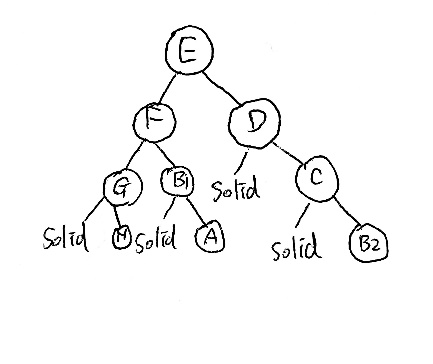 E
F D
G B1 Solid C
Solid H Solid A Solid B2